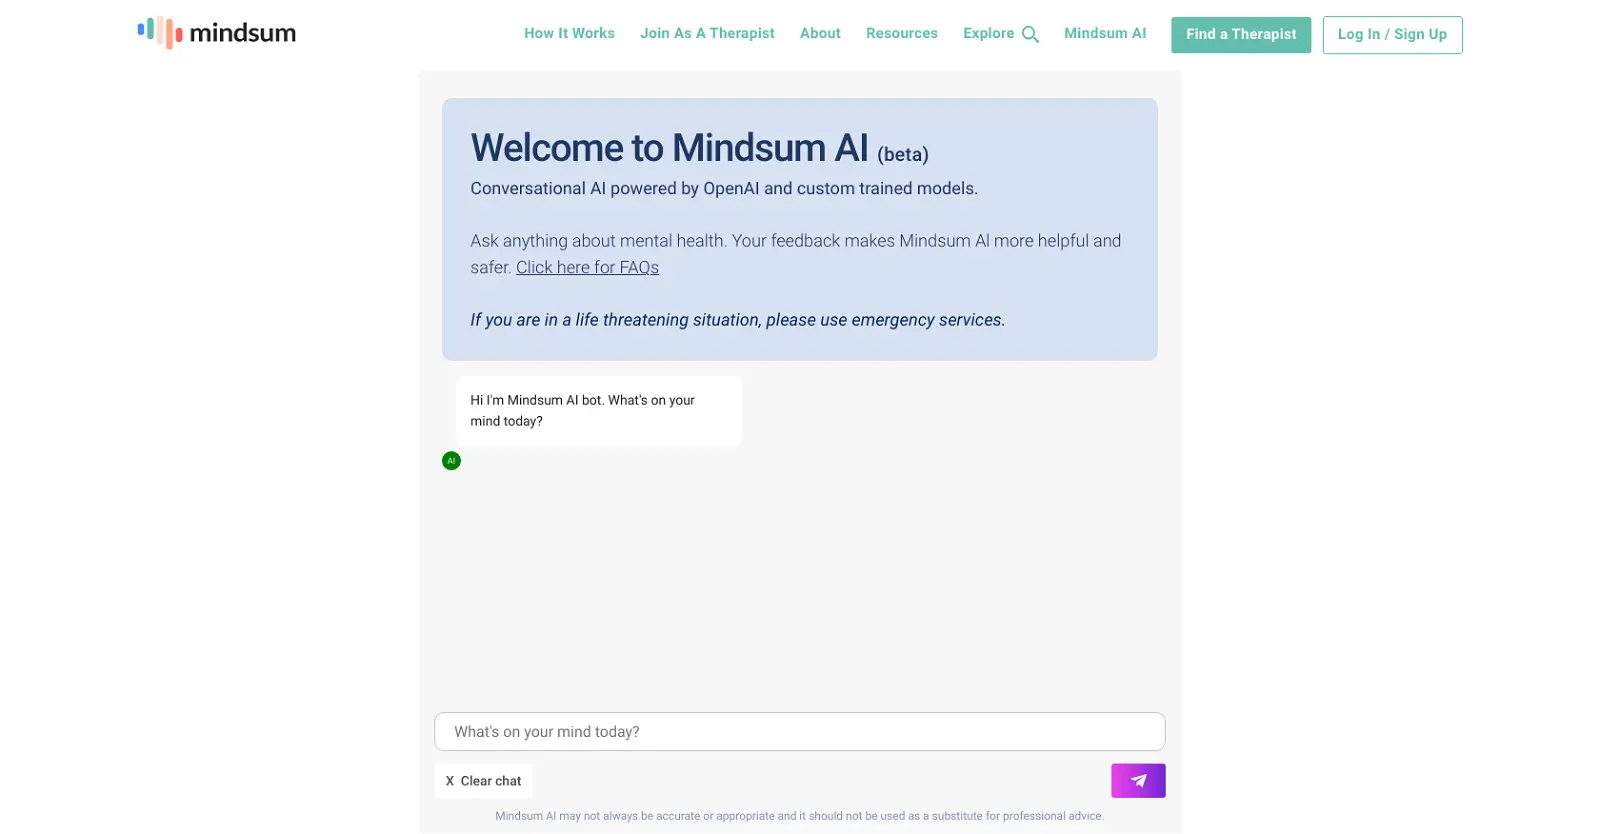 mindsum
How It Works
Join As A Therapist
About
Resources
Explore
Mindsum AI
Find a Therapist
Log In / Sign Up
Welcome to Mindsum AI (beta)
Conversational AI powered by OpenAI and custom trained models.
Ask anything about mental health. Your feedback makes Mindsum AI more helpful and
safer. Click here for FAQs
If you are in a life threatening situation, please use emergency services.
Hi I'm Mindsum AI bot. What's on your
mind today?
AI
What's on your mind today?
X Clear chat
Mindsum AI may not always be accurate or appropriate and it should not be used as a substitute for professional advice.